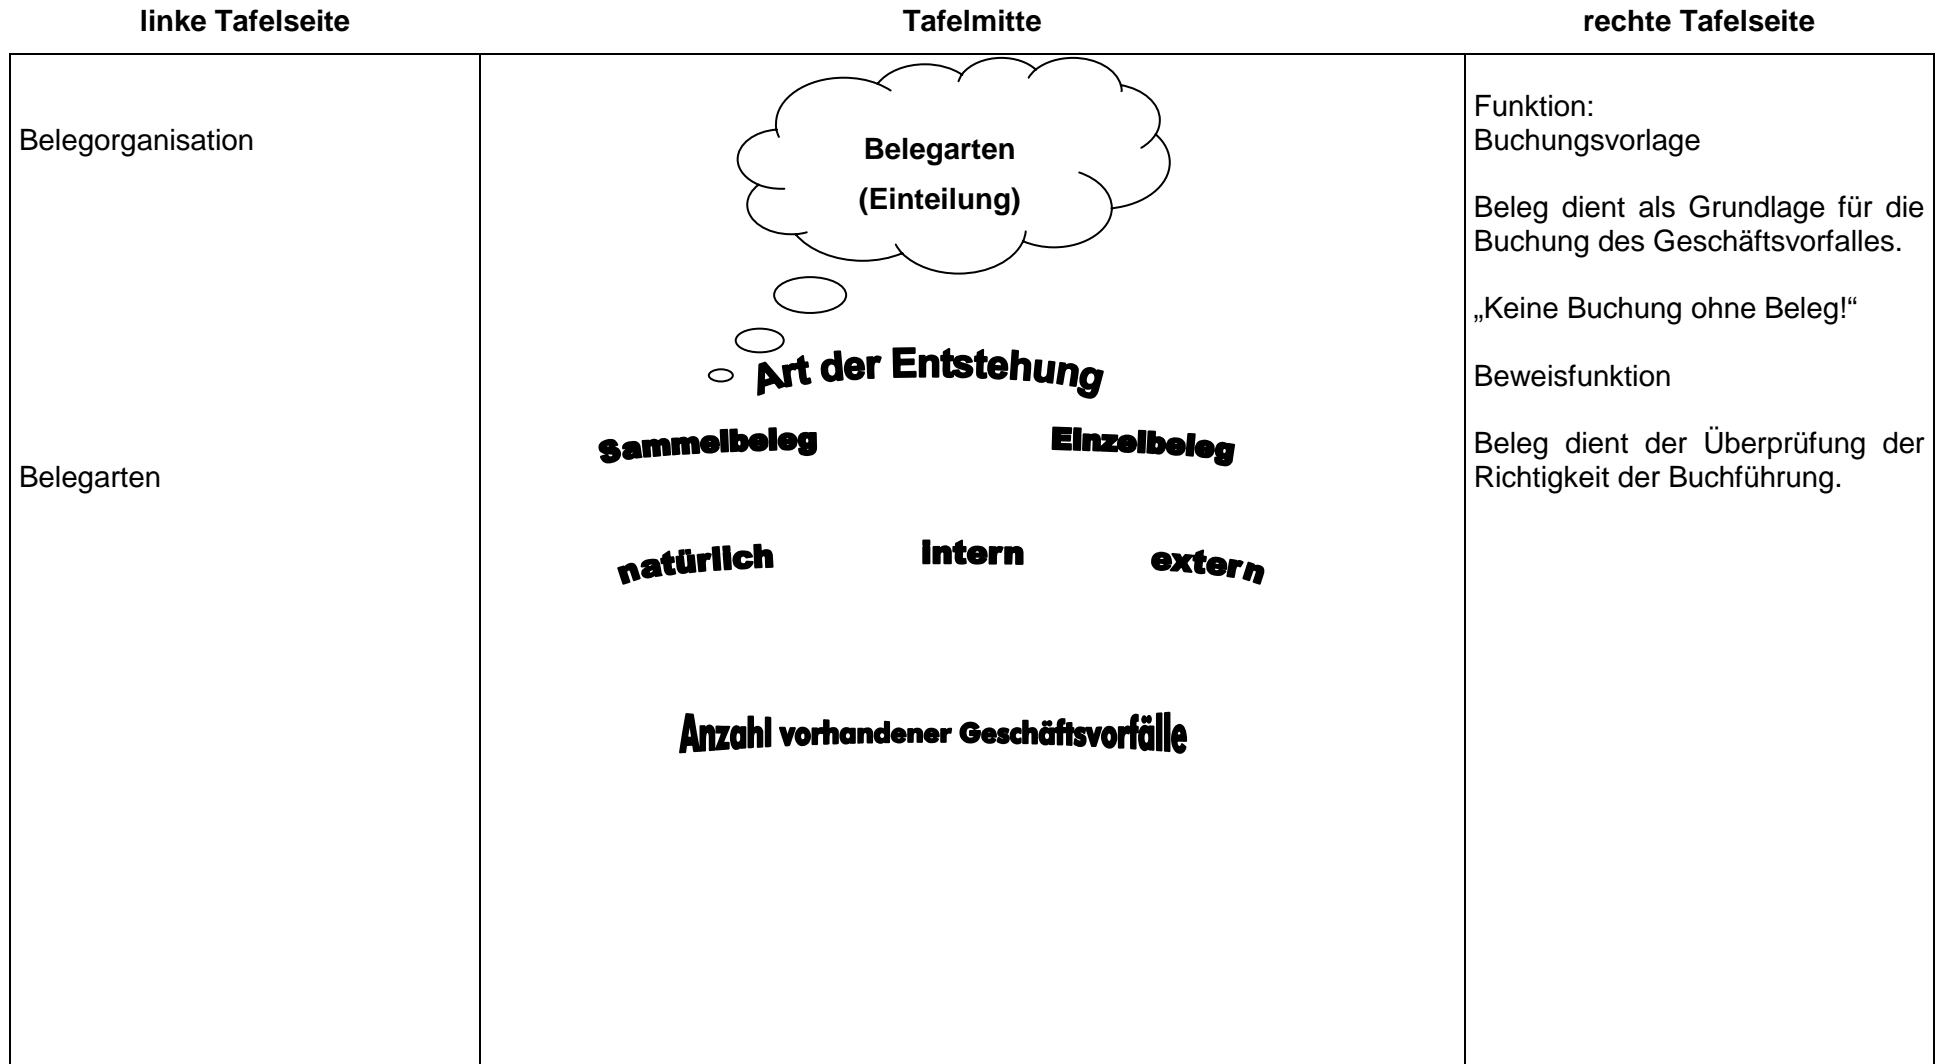 linke Tafelseite
Tafelmitte
rechte Tafelseite
Belegorganisation
Belegarten
Belegarten
(Einteilung)
Art der Entstehung
Sammelbeleg
Einzelbeleg
natürlich
intern
extern
Anzahl vorhandener Geschäftsvorfälle
Funktion:
Buchungsvorlage
Beleg dient als Grundlage für die
Buchung des Geschäftsvorfalles.
„Keine Buchung ohne Beleg!“
Beweisfunktion
Beleg dient der Überprüfung der
Richtigkeit der Buchführung.